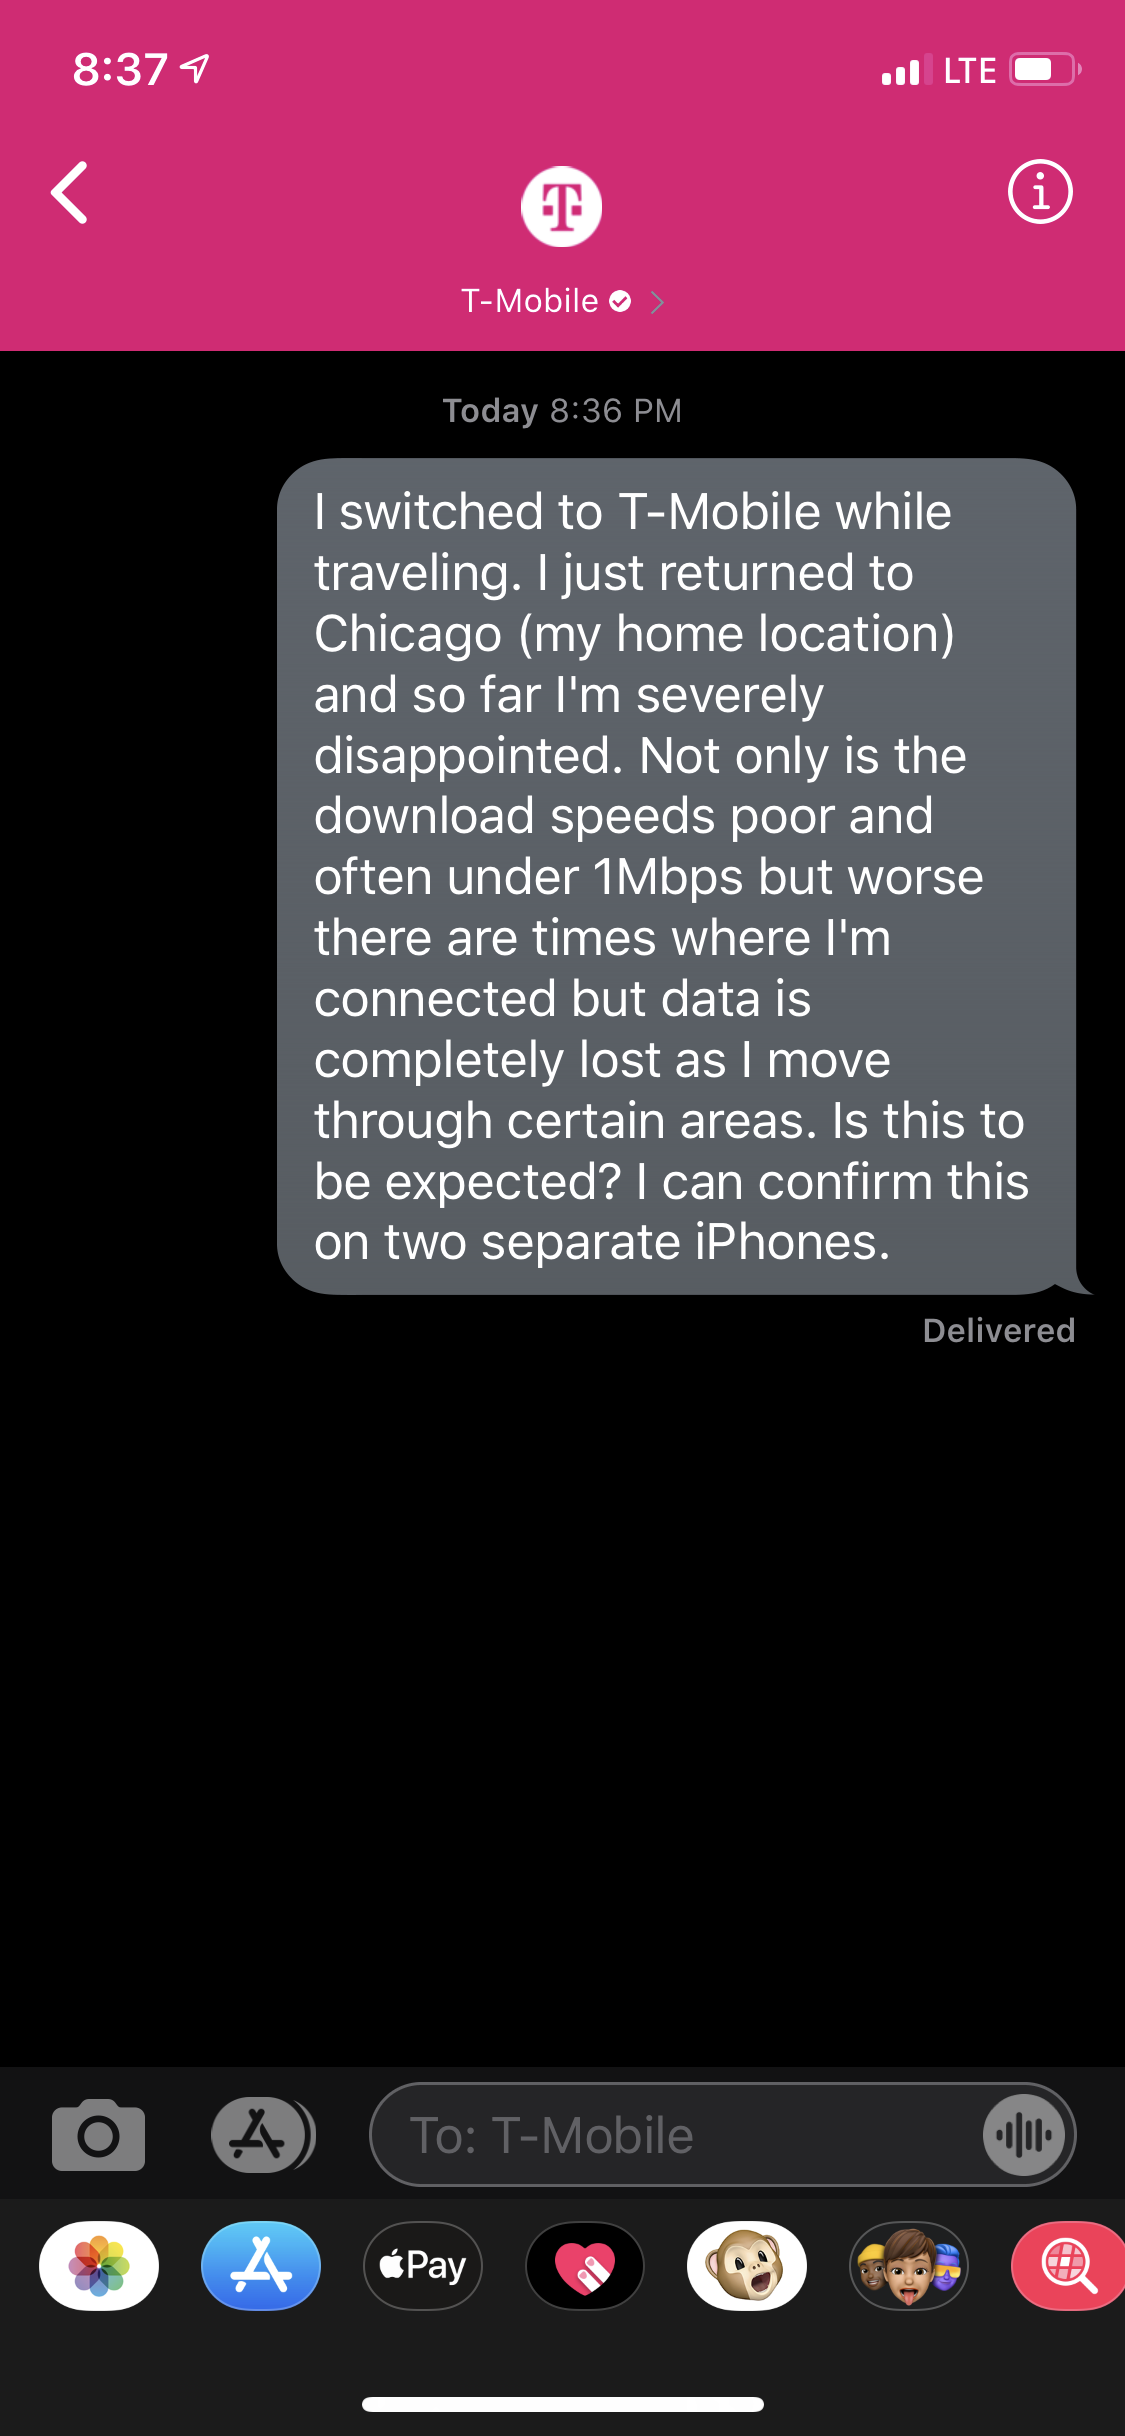 8:37 LTE
T
T-Mobile
Today 8:36 PM
I switched to T-Mobile while
traveling. I just returned to
Chicago (my home location)
and so far I'm severely
disappointed. Not only is the
download speeds poor and
often under 1Mbps but worse
there are times where I'm
connected but data is
completely lost as I move
through certain areas. Is this to
be expected? I can confirm this
on two separate iPhones.
Delivered
To: T-Mobile
Pay